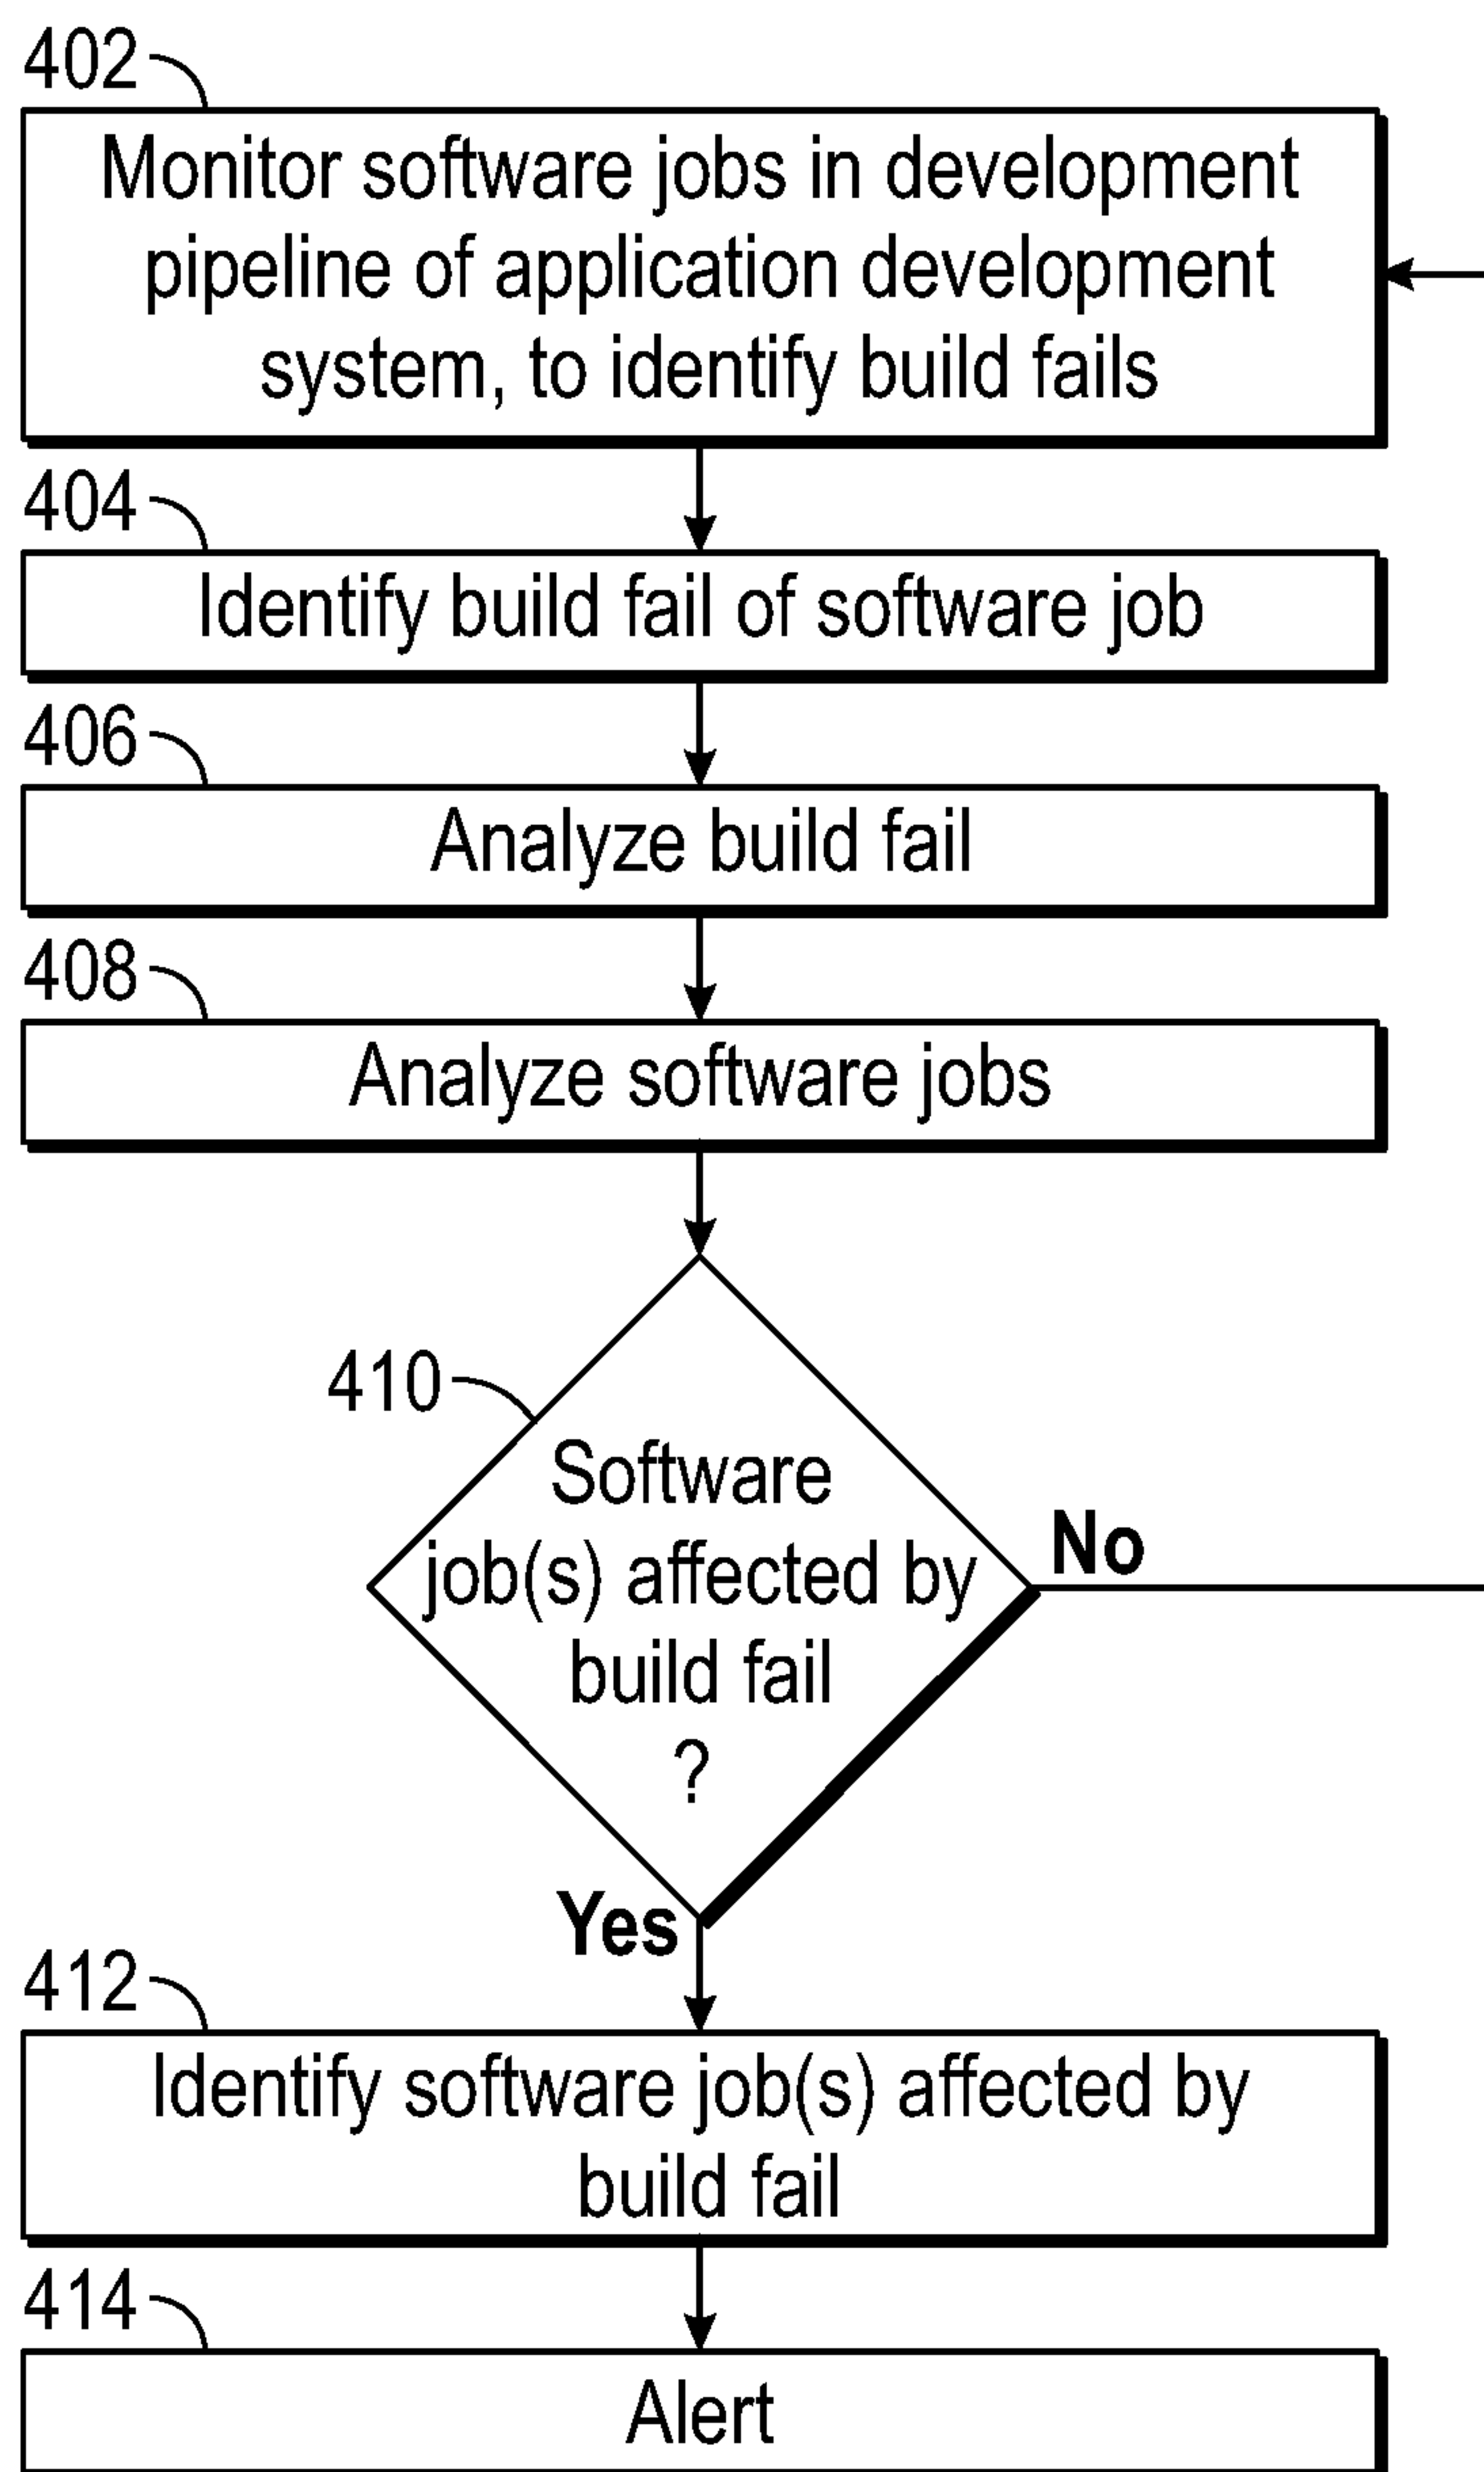 402
Monitor software jobs in development
pipeline of application development
system, to identify build fails
404
Identify build fail of software job
406
Analyze build fail
408
Analyze software jobs
410
Software
job(s) affected by
build fail
?
No
Yes
412
Identify software job(s) affected by
build fail
414
Alert